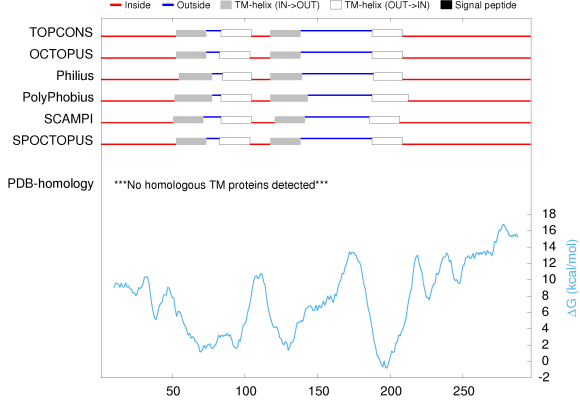 Inside Outside TM-helix (IN->OUT) TM-helix (OUT->IN) Signal peptide
TOPCONS
OCTOPUS
Philius
PolyPhobius
SCAMPI
SPOCTOPUS
PDB-homology ***No homologous TM proteins detected***
18
16
14
12
10
8
6
4
2
0
-2
ΔG (kcal/mol)
50 100 150 200 250